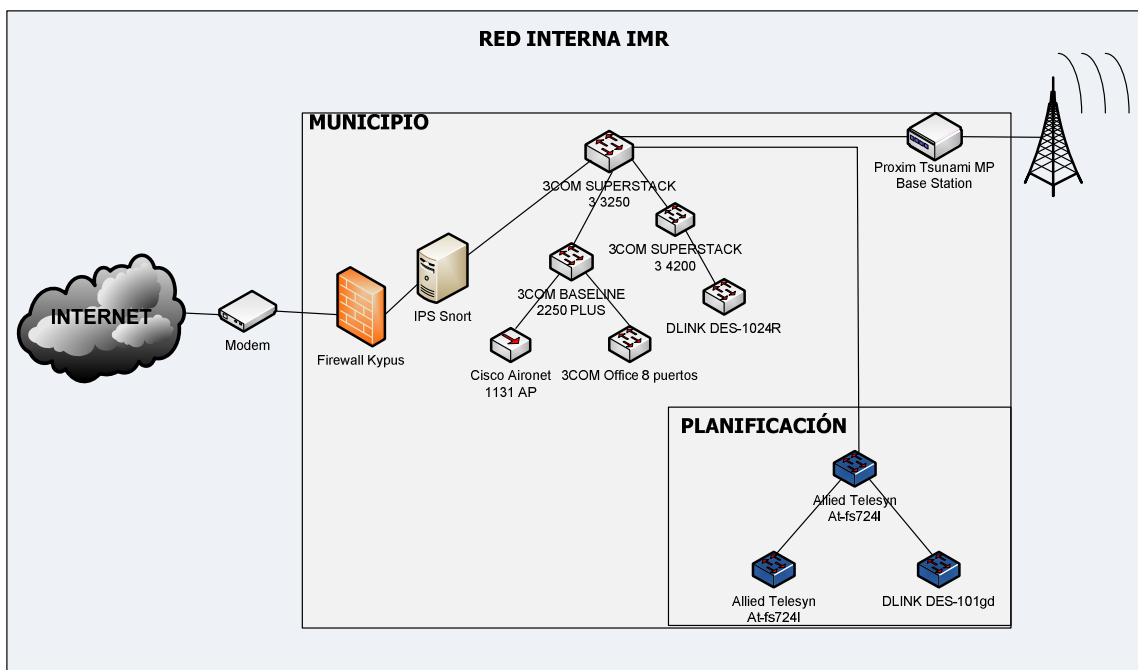 RED INTERNA IMR
MUNICIPIO
Proxim Tsunami MP
Base Station
3COM SUPERSTACK
3 3250
3COM SUPERSTACK
3 4200
3COM BASELINE
2250 PLUS
DLINK DES-1024R
INTERNET
IPS Snort
Modem
Firewall Kypus
Cisco Aironet
1131 AP
3COM Office 8 puertos
PLANIFICACIÓN
Allied Telesyn
At-fs724l
Allied Telesyn
At-fs724l
DLINK DES-101gd